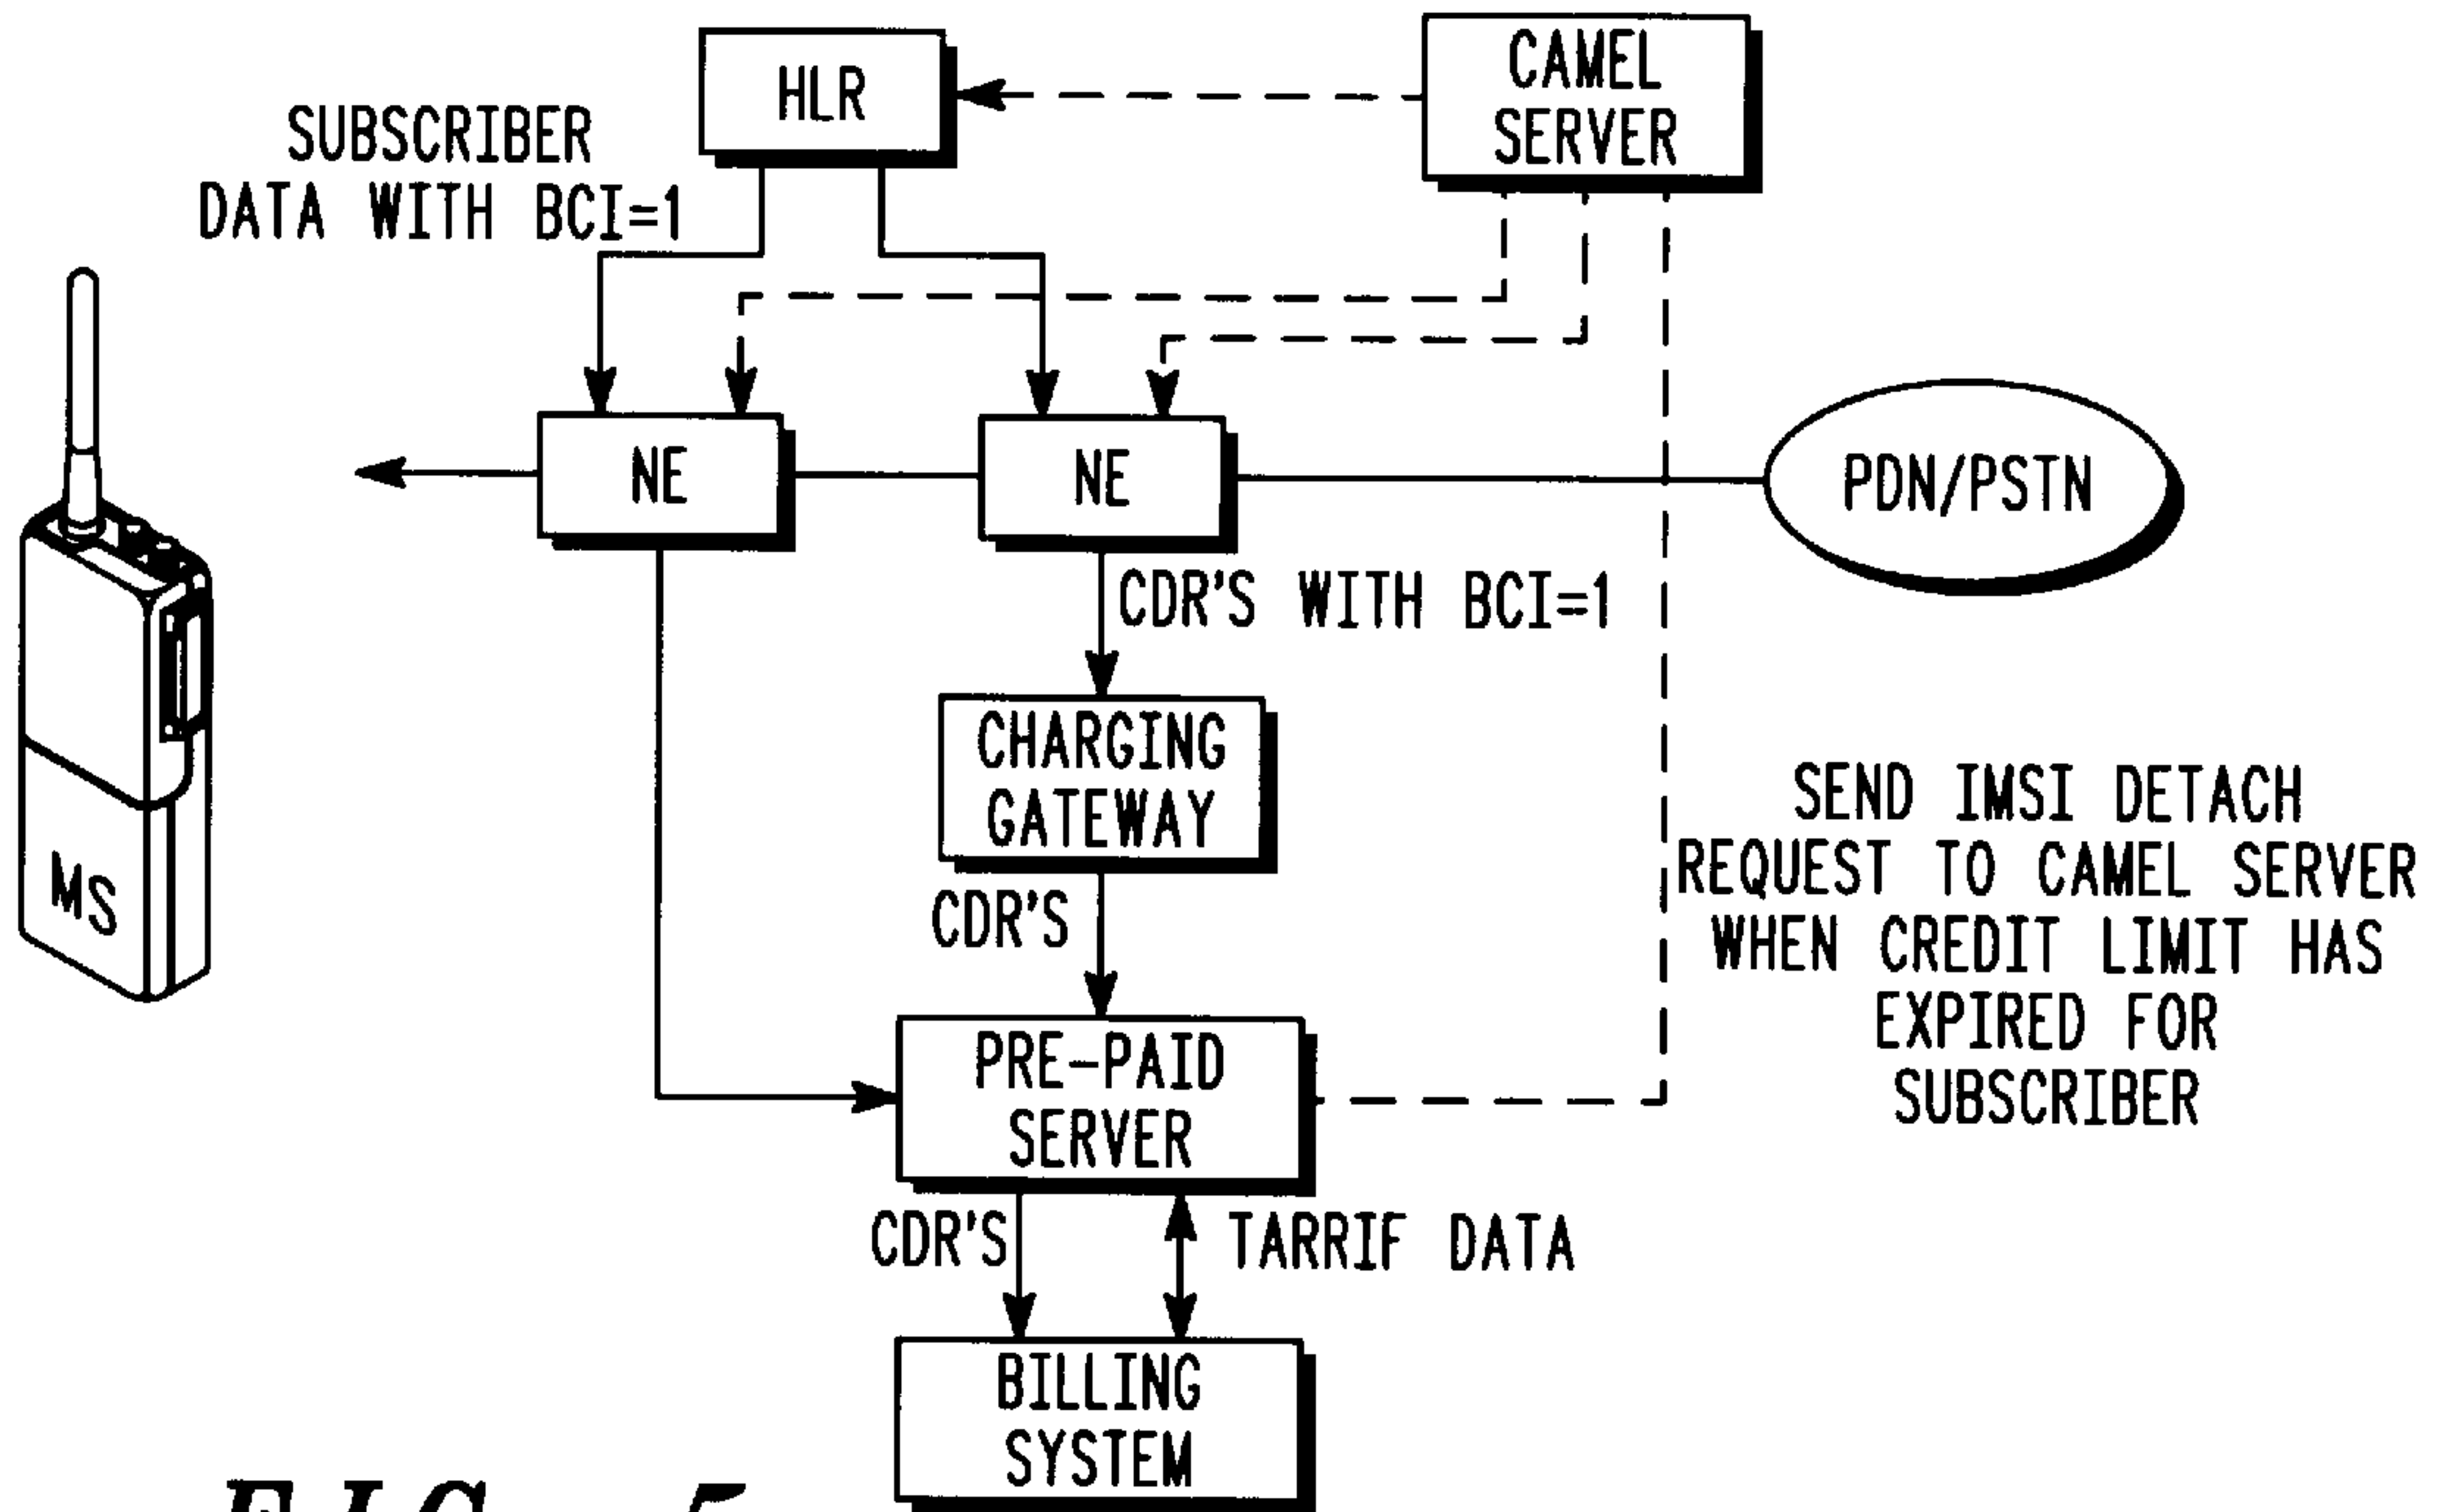 HLR
CAMEL
SERVER
SUBSCRIBER
DATA WITH BCI=1
NE
NE
PDN/PSTN
CDR'S WITH BCI=1
CHARGING
GATEWAY
MS
SEND IMSI DETACH
REQUEST TO CAMEL SERVER
WHEN CREDIT LIMIT HAS
EXPIRED FOR
SUBSCRIBER
CDR'S
PRE-PAID
SERVER
CDR'S
TARRIF DATA
BILLING
SYSTEM
FIG. 5